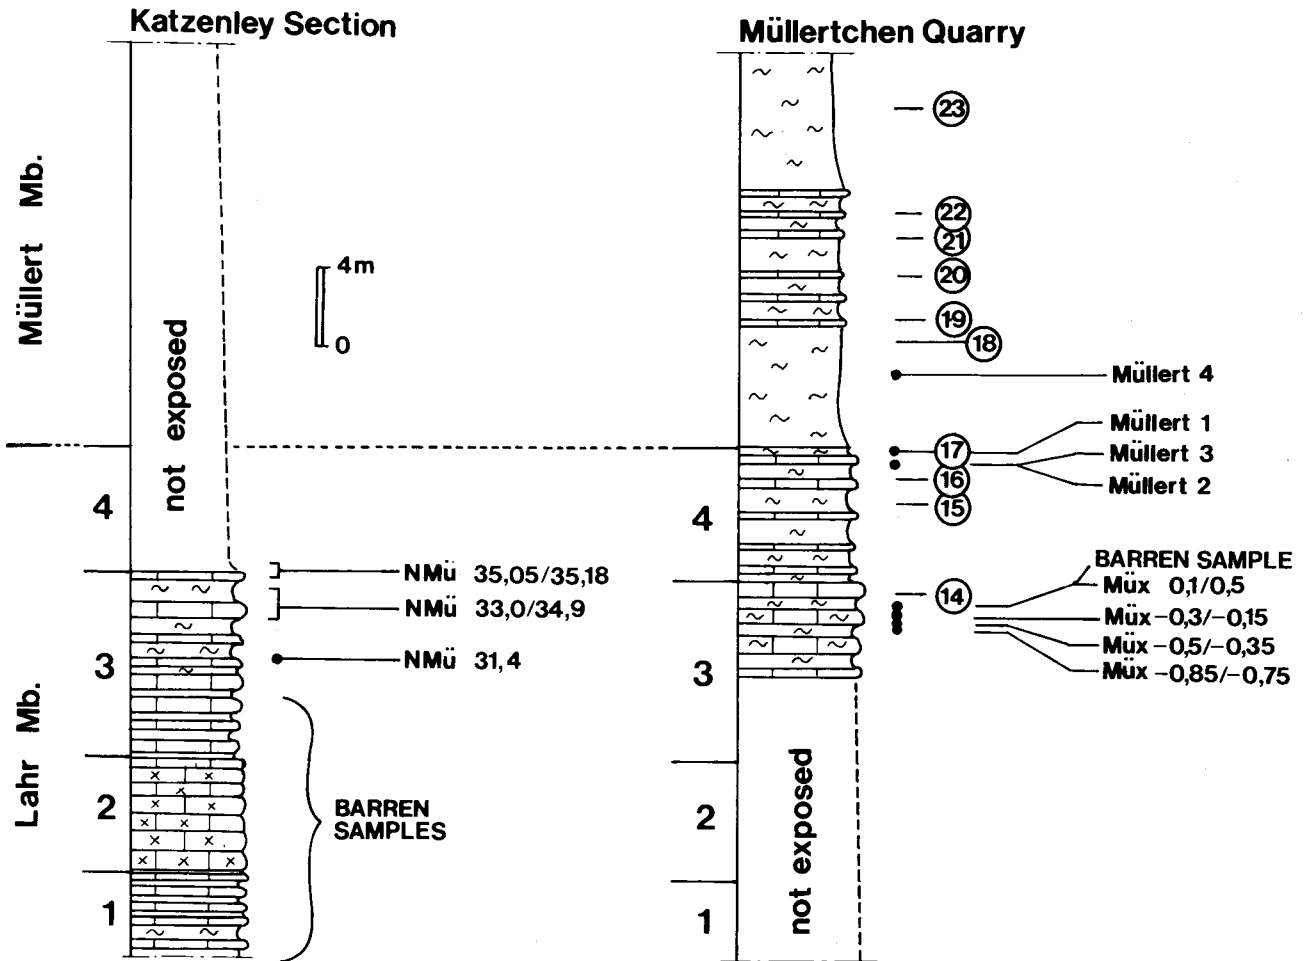 Katzenley Section
Müllert Mb.
Lahr Mb.
not exposed
4
3
2
1
4m
0
NMü 35,05/35,18
NMü 33,0/34,9
NMü 31,4
BARREN
SAMPLES
Müllertchen Quarry
4
3
2
1
not exposed
23
22
21
20
19
18
17
16
15
14
Müllert 4
Müllert 1
Müllert 3
Müllert 2
BARREN SAMPLE
Müx 0,1/0,5
Müx -0,3/-0,15
Müx -0,5/-0,35
Müx -0,85/-0,75